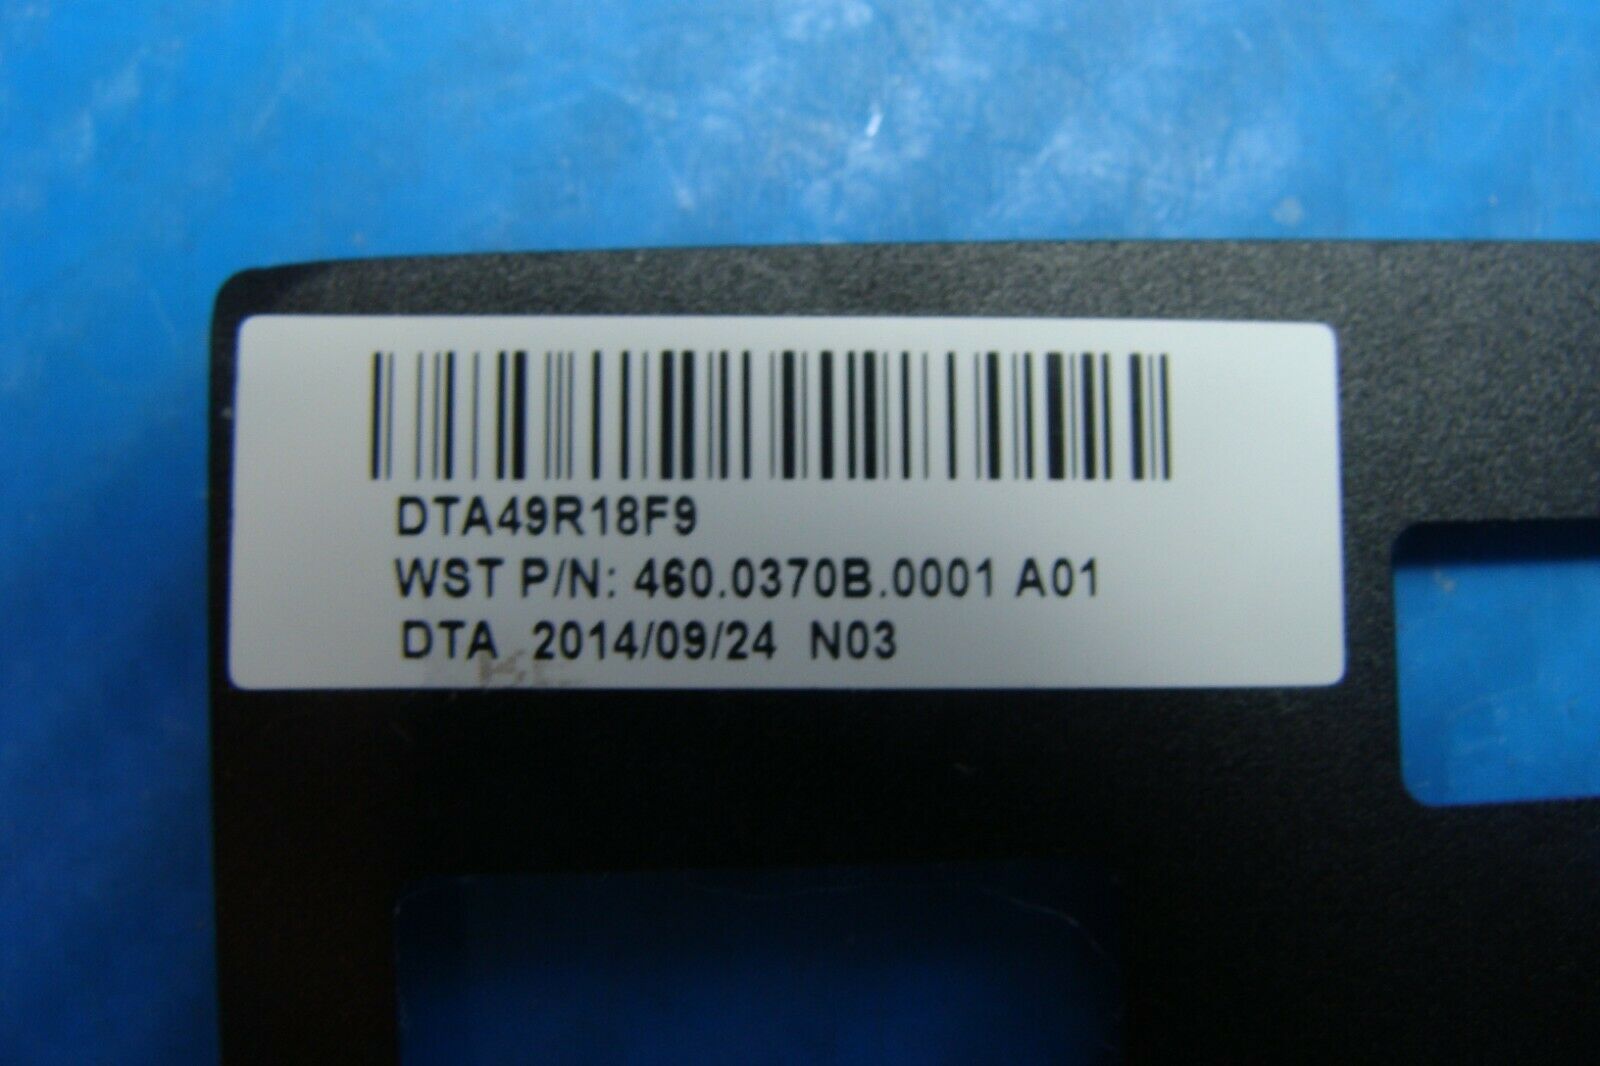 DTA49R18F9
WST P/N: 460.0370B.0001 A01
DTA 2014/09/24 N03